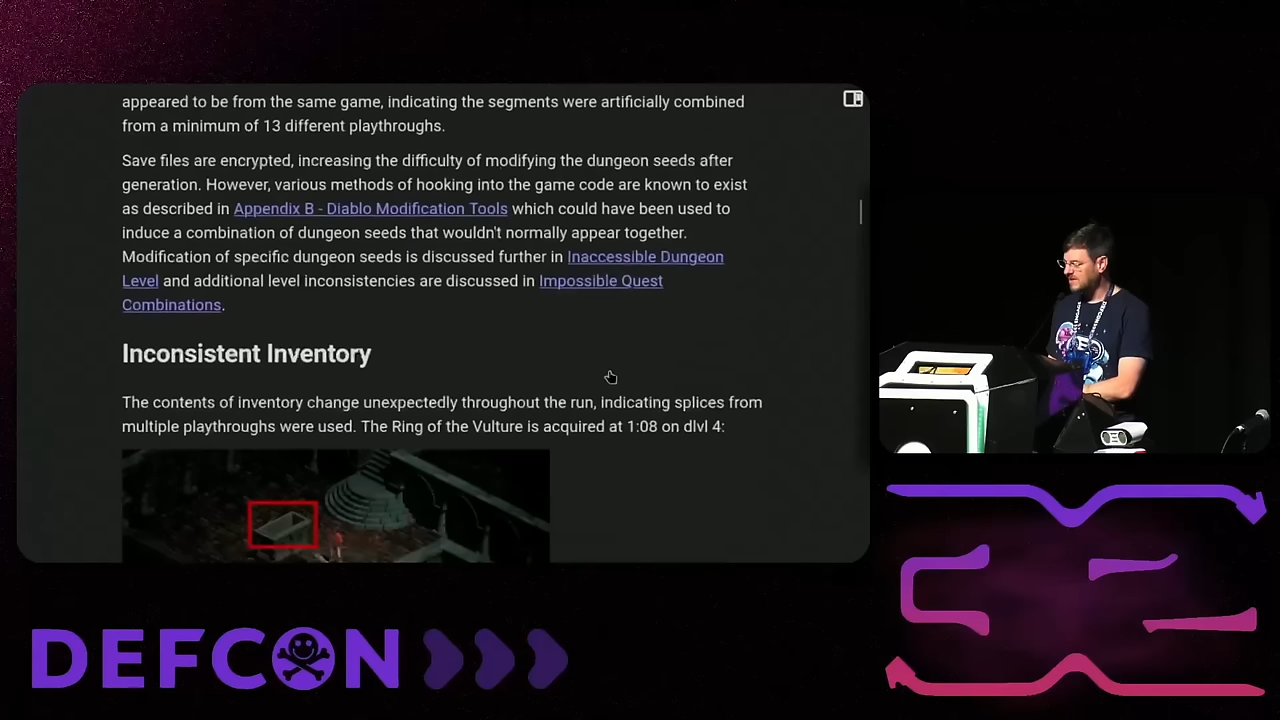 appeared to be from the same game, indicating the segments were artificially combined
from a minimum of 13 different playthroughs.
Save files are encrypted, increasing the difficulty of modifying the dungeon seeds after
generation. However, various methods of hooking into the game code are known to exist
as described in Appendix B - Diablo Modification Tools which could have been used to
induce a combination of dungeon seeds that wouldn't normally appear together.
Modification of specific dungeon seeds is discussed further in Inaccessible Dungeon
Level and additional level inconsistencies are discussed in Impossible Quest
Combinations.
Inconsistent Inventory
The contents of inventory change unexpectedly throughout the run, indicating splices from
multiple playthroughs were used. The Ring of the Vulture is acquired at 1:08 on dlvl 4:
DEFCON